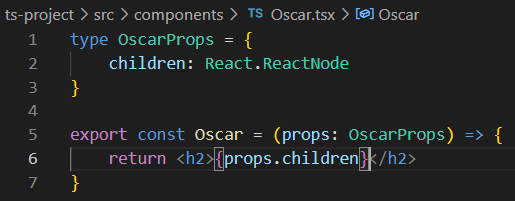 ts-project > src > components > TS Oscar.tsx > Oscar
1 type OscarProps = {
2     children: React.ReactNode
3 }
4
5 export const Oscar = (props: OscarProps) => {
6     return <h2>{props.children}</h2>
7 }